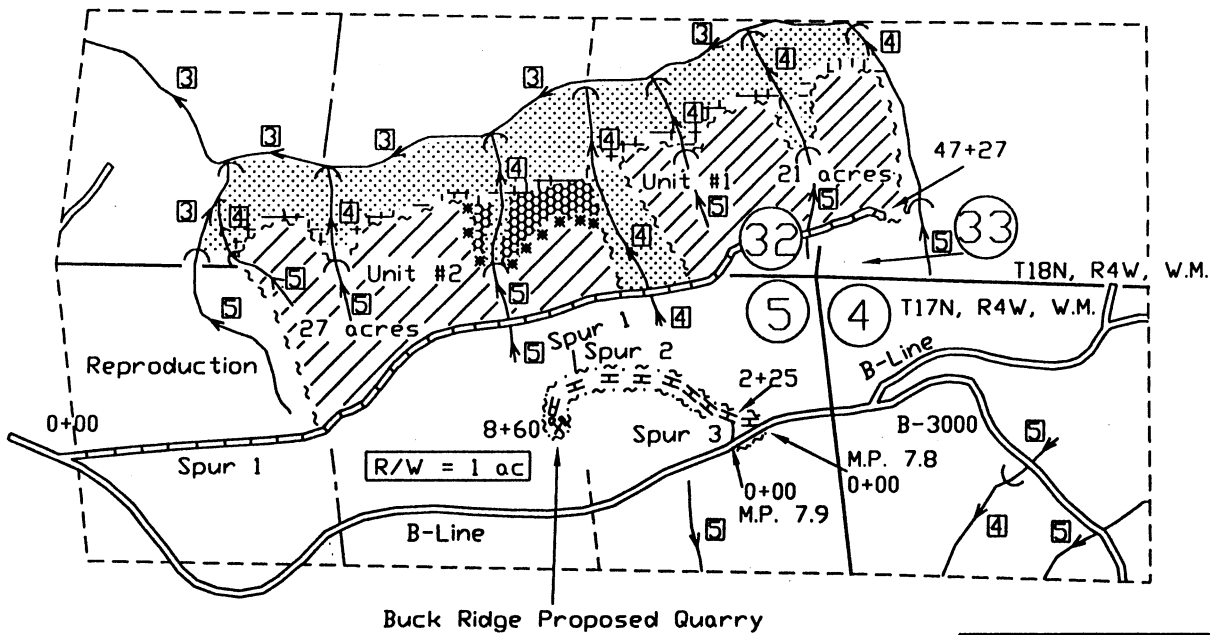 3
4
4
3
3
4
4
47+27
3
3
4
4
Unit #1
21 acres
5
5
33
3
4
4
32
5
4
5
Unit #2
T18N, R4W, W.M.
5
5
5
27 acres
5
4
T17N, R4W, W.M.
4
5
Spur 1
Reproduction
Spur 2
B-Line
2+25
0+00
8+60
Spur 3
B-3000
5
Spur 1
R/W = 1 ac
M.P. 7.8
0+00
0+00
M.P. 7.9
B-Line
5
4
5
Buck Ridge Proposed Quarry